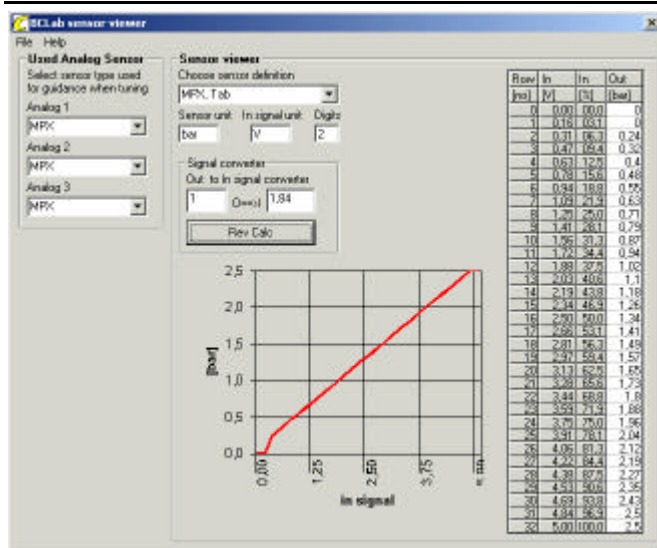 BCLab sensor viewer
File Help
Used Analog Sensor
Select sensor type used
for guidance when tuning
Analog 1
MPX
Analog 2
MPX
Analog 3
MPX
Sensor viewer
Choose sensor definition
MPX.Tab
Sensor unit In signal unit Digits
bar V 2
Signal converter
Out to In signal converter
1 1,84
Rev Calc
2,5
2,0
1,5
1,0
0,5
0,0
[bar]
0,00 1,25 2,50 3,75
in signal
Row In In Out
[no] [V] [%] [bar]
0 0,00 00,0 0
1 0,16 03,1 0
2 0,31 06,3 0,24
3 0,47 09,4 0,32
4 0,63 12,5 0,4
5 0,78 15,6 0,48
6 0,94 18,8 0,55
7 1,09 21,9 0,63
8 1,25 25,0 0,71
9 1,41 28,1 0,79
10 1,56 31,3 0,87
11 1,72 34,4 0,94
12 1,88 37,5 1,02
13 2,03 40,6 1,1
14 2,19 43,8 1,18
15 2,34 46,9 1,26
16 2,50 50,0 1,34
17 2,66 53,1 1,41
18 2,81 56,3 1,49
19 2,97 59,4 1,57
20 3,13 62,5 1,65
21 3,28 65,6 1,73
22 3,44 68,8 1,8
23 3,59 71,9 1,88
24 3,75 75,0 1,96
25 3,91 78,1 2,04
26 4,06 81,3 2,12
27 4,22 84,4 2,19
28 4,38 87,5 2,27
29 4,53 90,6 2,35
30 4,69 93,8 2,43
31 4,84 96,9 2,5
32 5,00 100,0 2,5